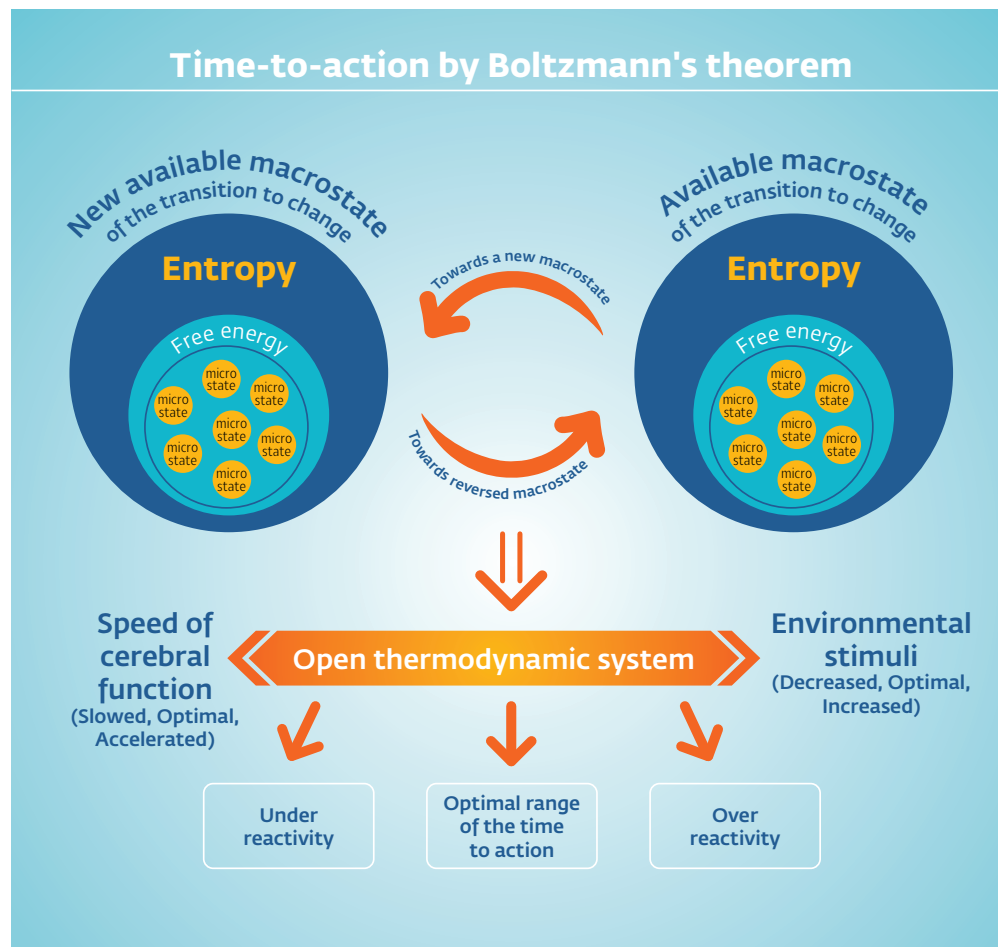 Time-to-action by Boltzmann's theorem
New available macrostate
of the transition to change
Entropy
Free energy
micro
state
micro
state
micro
state
micro
state
micro
state
micro
state
micro
state
Towards a new macrostate
Towards reversed macrostate
Available macrostate
of the transition to change
Entropy
Free energy
micro
state
micro
state
micro
state
micro
state
micro
state
micro
state
micro
state
Speed of
cerebral
function
(Slowed, Optimal,
Accelerated)
Open thermodynamic system
Environmental
stimuli
(Decreased, Optimal,
Increased)
Under
reactivity
Optimal range
of the time
to action
Over
reactivity